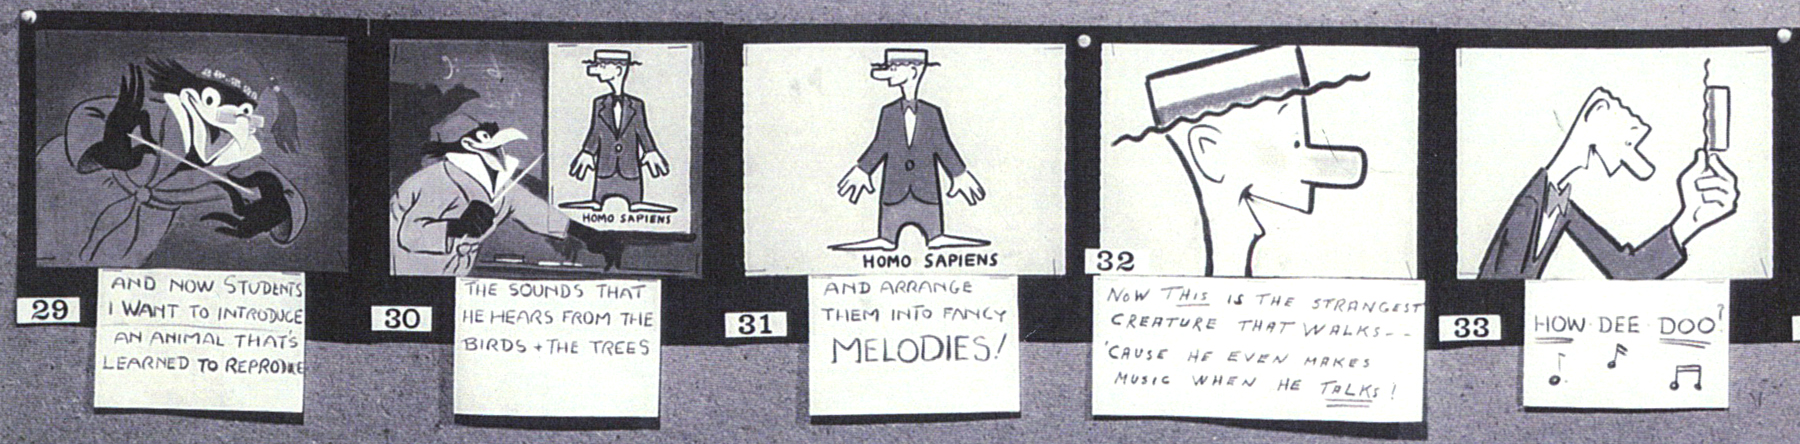 29
AND NOW STUDENTS
I WANT TO INTRODUCE
AN ANIMAL THAT'S
LEARNED TO REPRODUCE
HOMO SAPIENS
30
THE SOUNDS THAT
HE HEARS FROM THE
BIRDS + THE TREES
HOMO SAPIENS
31
AND ARRANGE
THEM INTO FANCY
MELODIES!
32
NOW THIS IS THE STRANGEST
CREATURE THAT WALKS--
'CAUSE HE EVEN MAKES
MUSIC WHEN HE TALKS!
33
HOW·DEE·DOO?